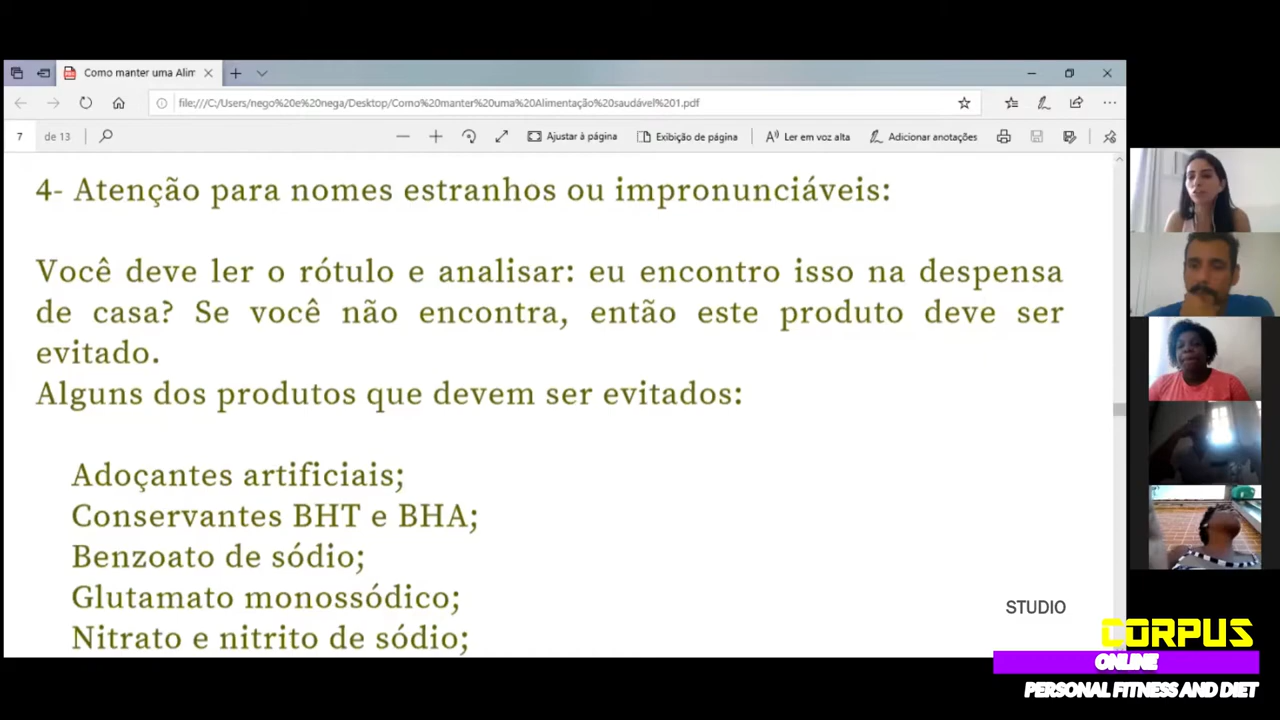 Como manter uma Alim
file:///C:/Users/nego%20e%20nega/Desktop/Como%20manter%20uma%20Alimentação%20saudável%201.pdf
7 de 13 Ajustar à página Exibição de página Ler em voz alta Adicionar anotações
4- Atenção para nomes estranhos ou impronunciáveis:
Você deve ler o rótulo e analisar: eu encontro isso na despensa
de casa? Se você não encontra, então este produto deve ser
evitado.
Alguns dos produtos que devem ser evitados:
Adoçantes artificiais;
Conservantes BHT e BHA;
Benzoato de sódio;
Glutamato monossódico;
Nitrato e nitrito de sódio;
STUDIO
CORPUS
ONLINE
PERSONAL FITNESS AND DIET